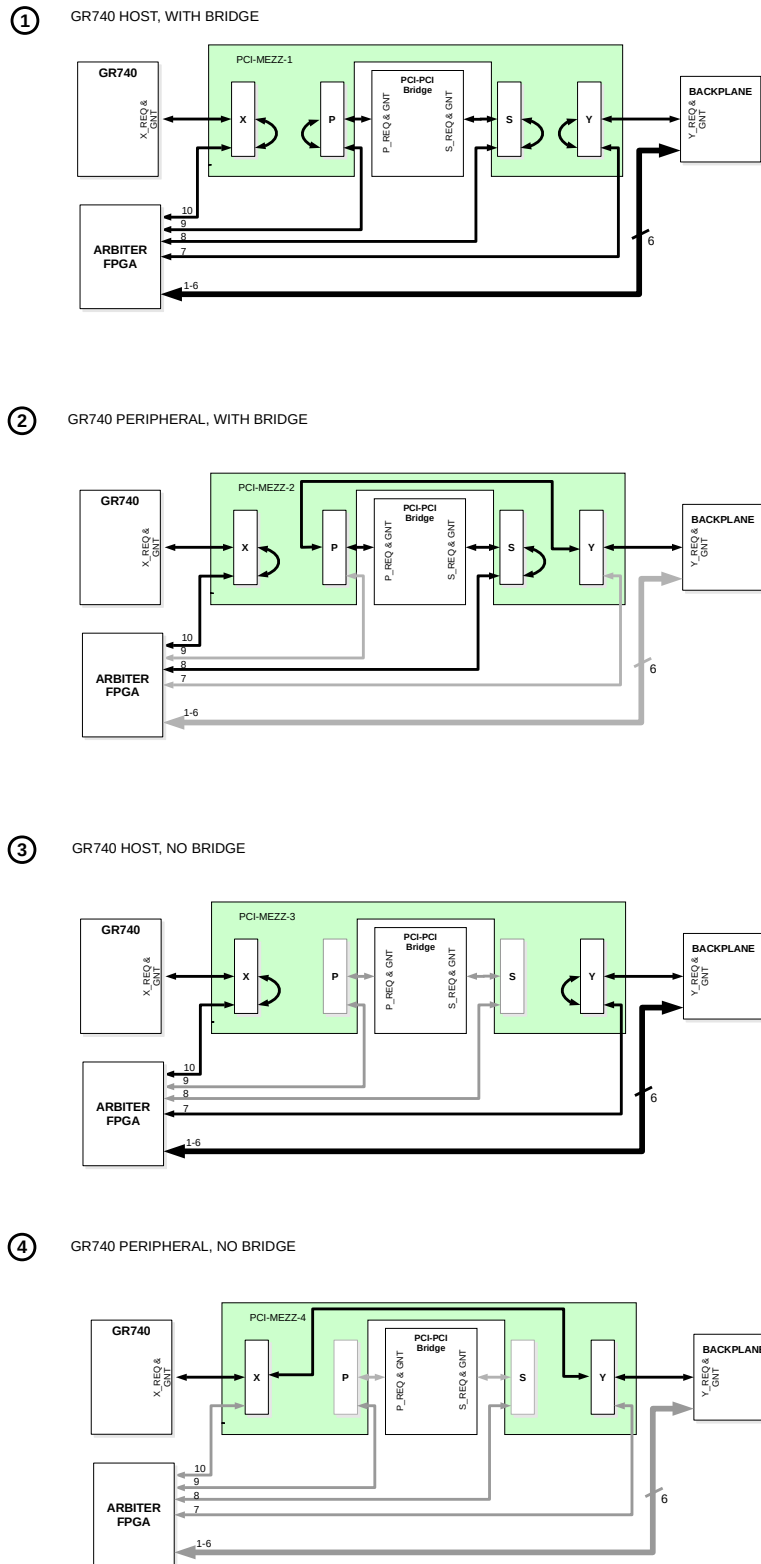 1
GR740 HOST, WITH BRIDGE
PCI-MEZZ-1
GR740
X_REQ &
GNT
X
P
PCI-PCI
Bridge
P_REQ & GNT
S_REQ & GNT
S
Y
BACKPLANE
Y_REQ &
GNT
ARBITER
FPGA
10
9
8
7
1-6
6
2
GR740 PERIPHERAL, WITH BRIDGE
PCI-MEZZ-2
GR740
X_REQ &
GNT
X
P
PCI-PCI
Bridge
P_REQ & GNT
S_REQ & GNT
S
Y
BACKPLANE
Y_REQ &
GNT
ARBITER
FPGA
10
9
8
7
1-6
6
3
GR740 HOST, NO BRIDGE
PCI-MEZZ-3
GR740
X_REQ &
GNT
X
P
PCI-PCI
Bridge
P_REQ & GNT
S_REQ & GNT
S
Y
BACKPLANE
Y_REQ &
GNT
ARBITER
FPGA
10
9
8
7
1-6
6
4
GR740 PERIPHERAL, NO BRIDGE
PCI-MEZZ-4
GR740
X_REQ &
GNT
X
P
PCI-PCI
Bridge
P_REQ & GNT
S_REQ & GNT
S
Y
BACKPLANE
Y_REQ &
GNT
ARBITER
FPGA
10
9
8
7
1-6
6